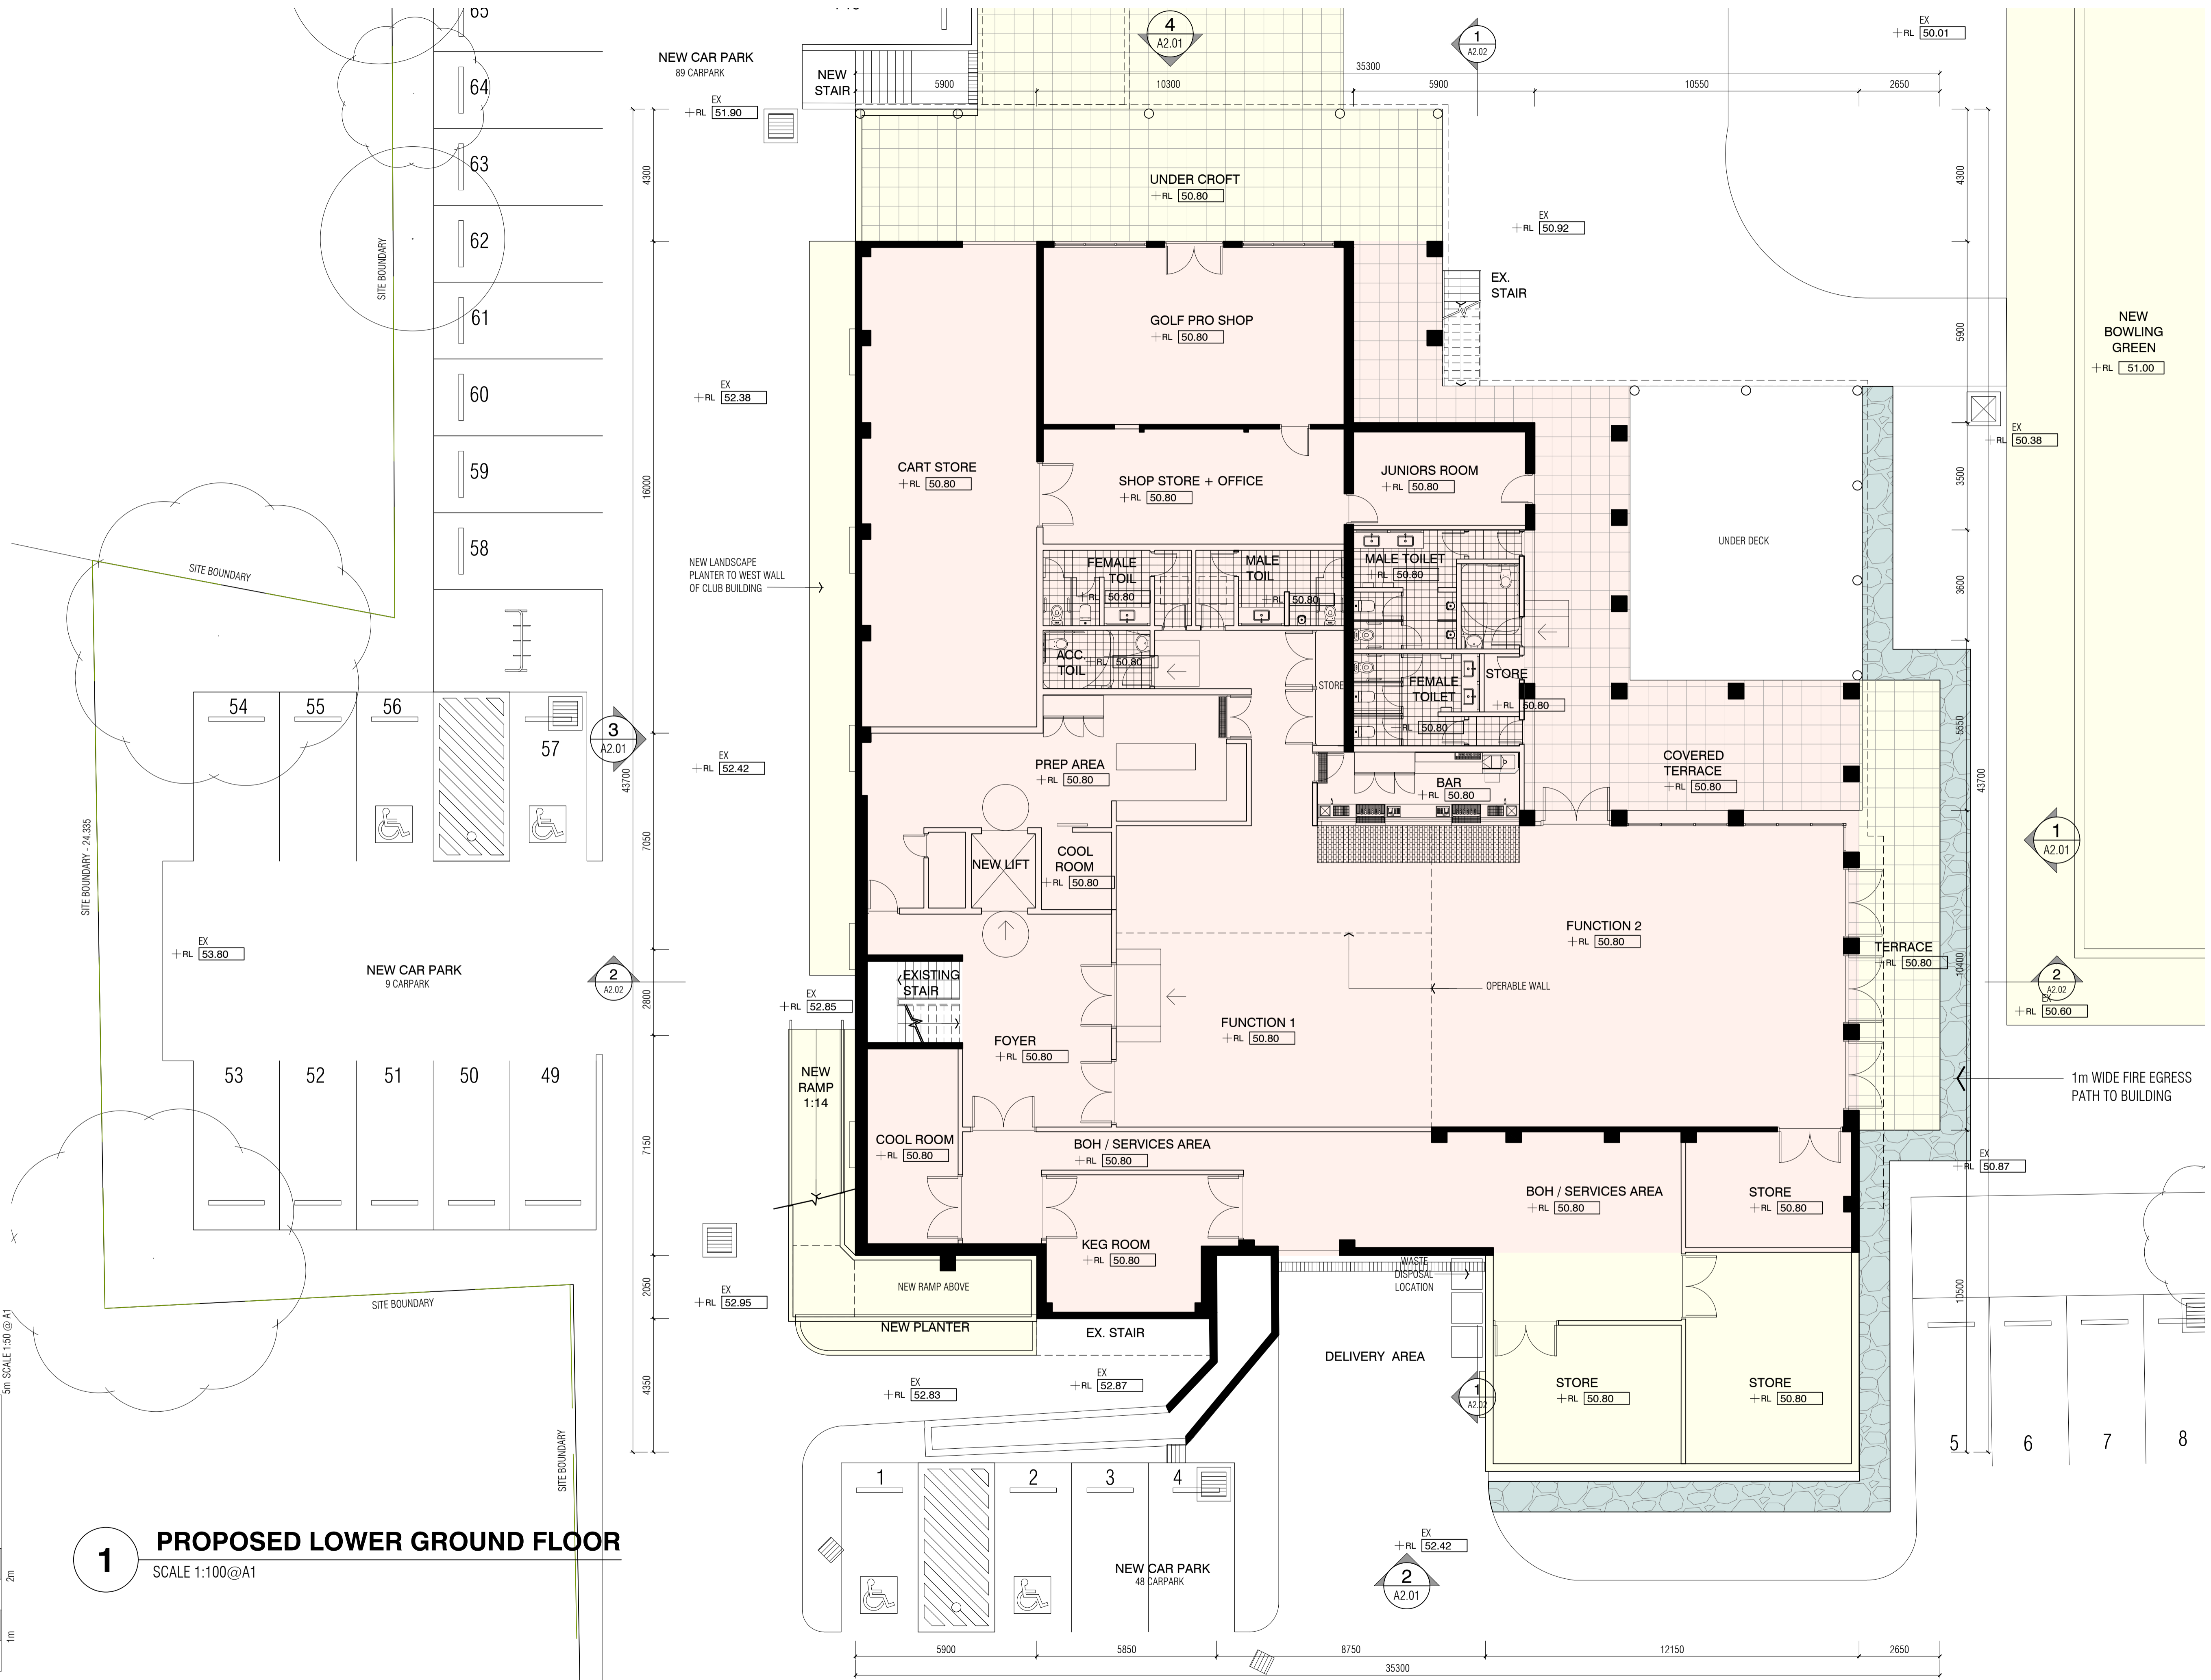 65
64
63
62
61
60
59
58
NEW CAR PARK
89 CARPARK
EX
RL 51.90
NEW
STAIR
4
A2.01
1
A2.02
EX
RL 50.01
35300
5900
10300
5900
10550
2650
4300
16000
43700
7050
2800
7150
2050
4350
4300
5900
3500
3600
5550
43700
10400
10500
UNDER CROFT
RL 50.80
EX
RL 50.92
EX.
STAIR
GOLF PRO SHOP
RL 50.80
NEW
BOWLING
GREEN
RL 51.00
EX
RL 52.38
EX
RL 50.38
SITE BOUNDARY
SITE BOUNDARY
CART STORE
RL 50.80
SHOP STORE + OFFICE
RL 50.80
JUNIORS ROOM
RL 50.80
UNDER DECK
NEW LANDSCAPE
PLANTER TO WEST WALL
OF CLUB BUILDING
FEMALE
TOIL
RL 50.80
MALE
TOIL
RL 50.80
MALE TOILET
RL 50.80
ACC.
TOIL
RL 50.80
STORE
FEMALE
TOILET
RL 50.80
STORE
RL 50.80
54
55
56
57
3
A2.01
EX
RL 52.42
PREP AREA
RL 50.80
BAR
RL 50.80
COVERED
TERRACE
RL 50.80
1
A2.01
SITE BOUNDARY - 24.335
NEW LIFT
COOL
ROOM
RL 50.80
EX
RL 53.80
NEW CAR PARK
9 CARPARK
2
A2.02
FUNCTION 2
RL 50.80
TERRACE
RL 50.80
2
A2.02
EX
RL 50.60
EXISTING
STAIR
OPERABLE WALL
EX
RL 52.85
FUNCTION 1
RL 50.80
FOYER
RL 50.80
53
52
51
50
49
NEW
RAMP
1:14
1m WIDE FIRE EGRESS
PATH TO BUILDING
COOL ROOM
RL 50.80
BOH / SERVICES AREA
RL 50.80
EX
RL 50.87
BOH / SERVICES AREA
RL 50.80
STORE
RL 50.80
KEG ROOM
RL 50.80
WASTE
DISPOSAL
LOCATION
NEW RAMP ABOVE
EX
RL 52.95
SITE BOUNDARY
NEW PLANTER
EX. STAIR
DELIVERY AREA
EX
RL 52.83
EX
RL 52.87
1
A2.02
STORE
RL 50.80
STORE
RL 50.80
5
6
7
8
SITE BOUNDARY
5m SCALE 1:50 @ A1
2m
1m
1
2
3
4
1
PROPOSED LOWER GROUND FLOOR
SCALE 1:100@A1
NEW CAR PARK
48 CARPARK
EX
RL 52.42
2
A2.01
5900
5850
8750
12150
2650
35300